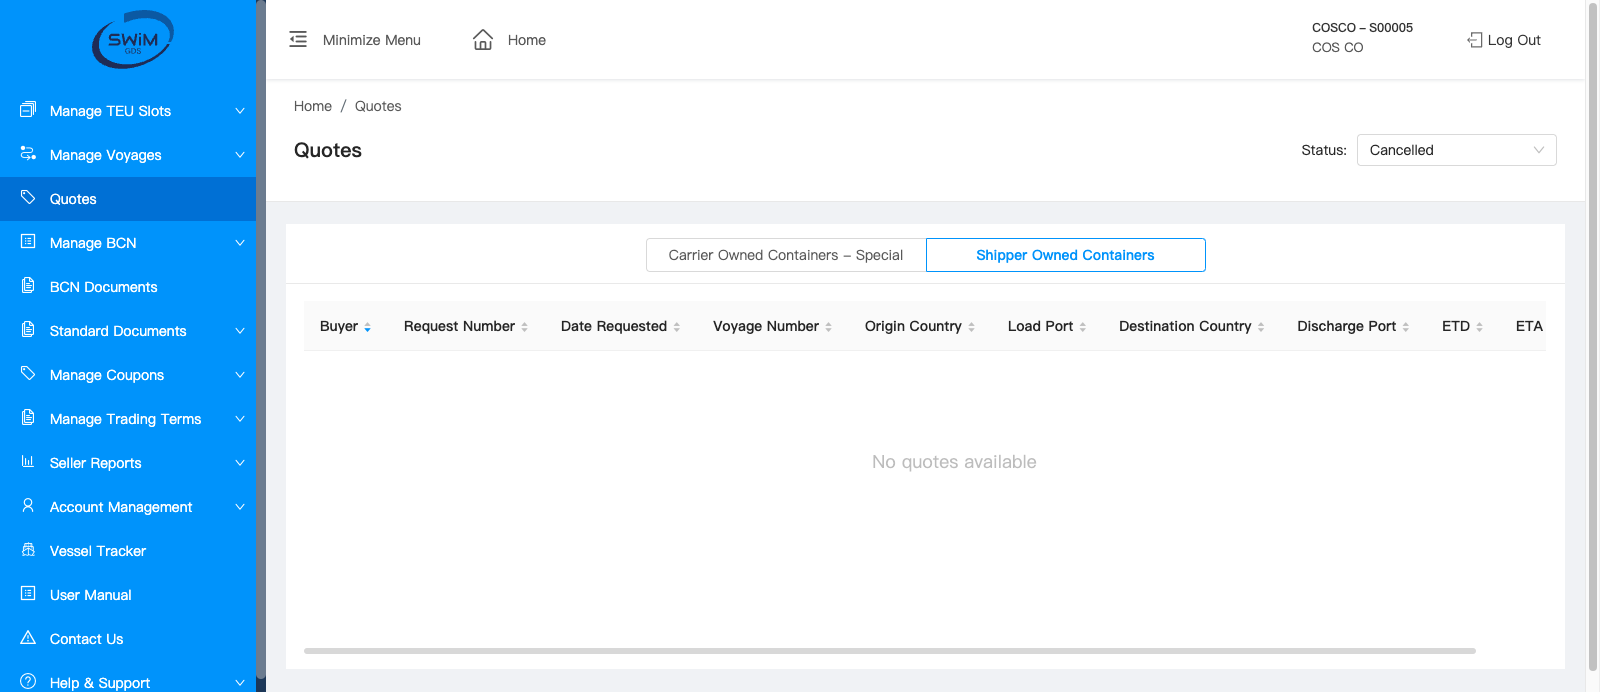 SWiM
GOS
Manage TEU Slots
Manage Voyages
Quotes
Manage BCN
BCN Documents
Standard Documents
Manage Coupons
Manage Trading Terms
Seller Reports
Account Management
Vessel Tracker
User Manual
Contact Us
Help & Support
Minimize Menu
Home
COSCO – S00005
COS CO
Log Out
Home / Quotes
Quotes
Status: Cancelled
Carrier Owned Containers – Special
Shipper Owned Containers
Buyer Request Number Date Requested Voyage Number Origin Country Load Port Destination Country Discharge Port ETD ETA
No quotes available